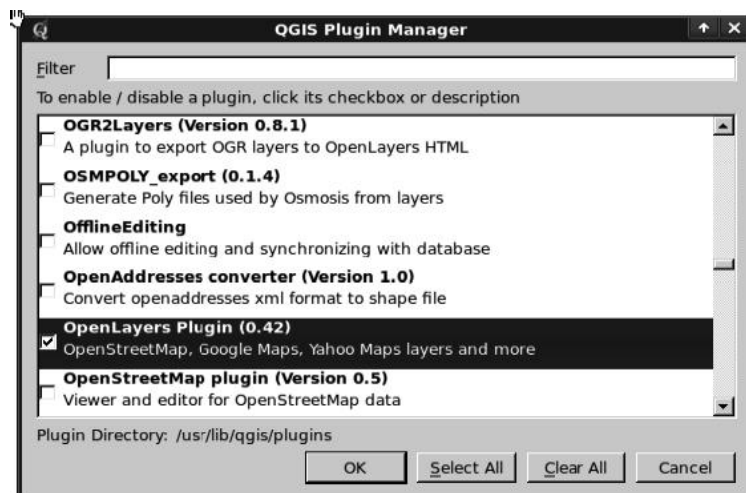 QGIS Plugin Manager
Filter
To enable / disable a plugin, click its checkbox or description
OGR2Layers (Version 0.8.1)
A plugin to export OGR layers to OpenLayers HTML
OSMPOLY_export (0.1.4)
Generate Poly files used by Osmosis from layers
OfflineEditing
Allow offline editing and synchronizing with database
OpenAddresses converter (Version 1.0)
Convert openaddresses xml format to shape file
OpenLayers Plugin (0.42)
OpenStreetMap, Google Maps, Yahoo Maps layers and more
OpenStreetMap plugin (Version 0.5)
Viewer and editor for OpenStreetMap data
Plugin Directory: /usr/lib/qgis/plugins
OK Select All Clear All Cancel